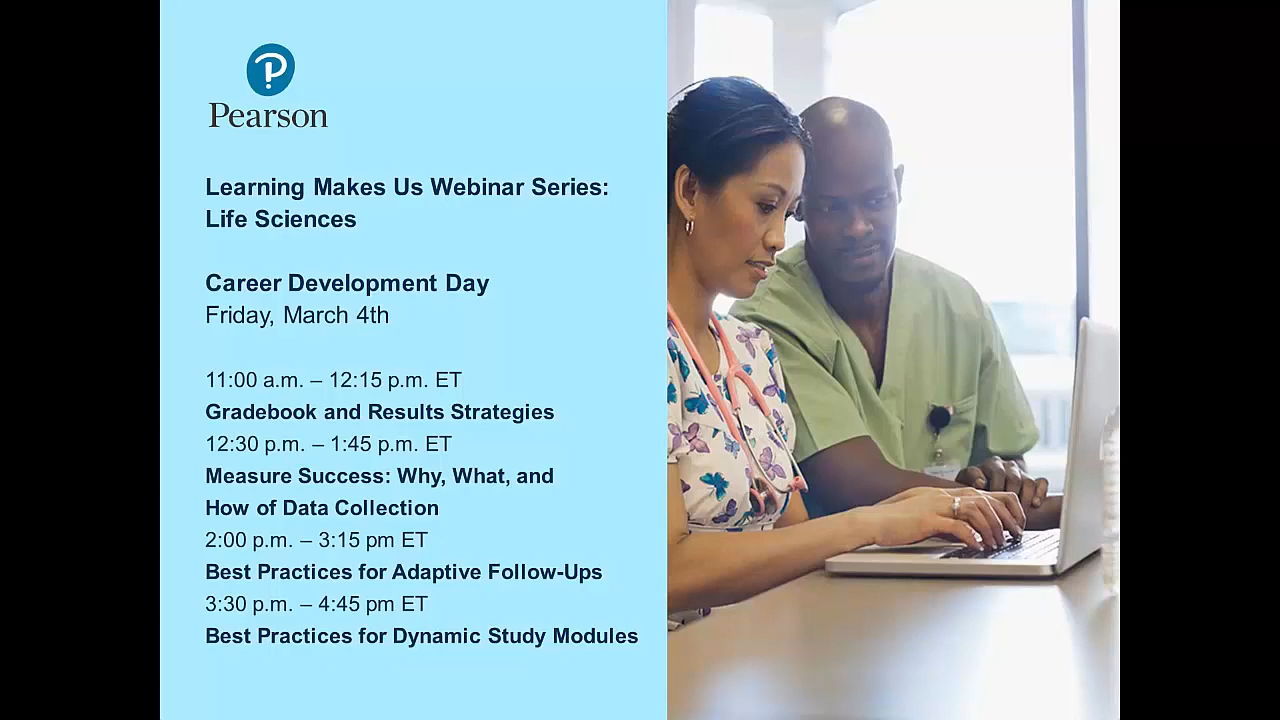 Pearson
Learning Makes Us Webinar Series:
Life Sciences
Career Development Day
Friday, March 4th
11:00 a.m. – 12:15 p.m. ET
Gradebook and Results Strategies
12:30 p.m. – 1:45 p.m. ET
Measure Success: Why, What, and
How of Data Collection
2:00 p.m. – 3:15 pm ET
Best Practices for Adaptive Follow-Ups
3:30 p.m. – 4:45 pm ET
Best Practices for Dynamic Study Modules